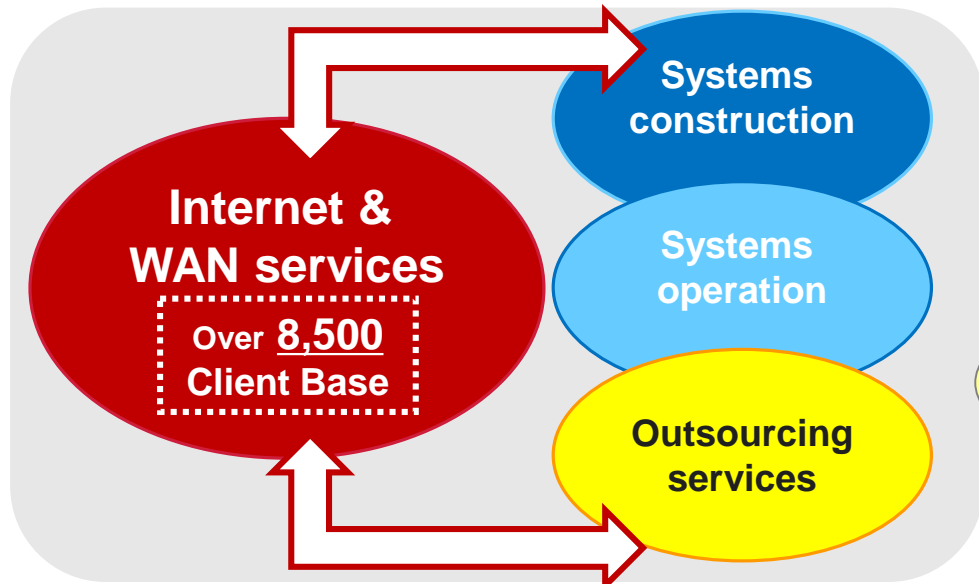 Internet &
WAN services
Over 8,500
Client Base
Systems
construction
Systems
operation
Outsourcing
services